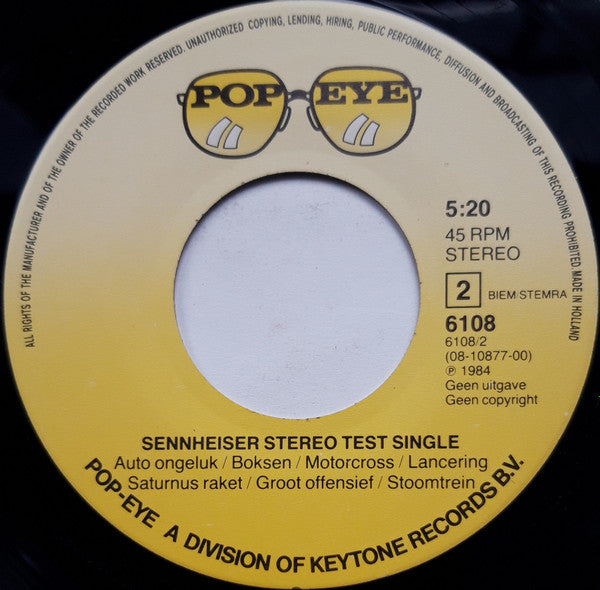 ALL RIGHTS OF THE MANUFACTURER AND OF THE OWNER OF THE RECORDED WORK RESERVED. UNAUTHORIZED COPYING, LENDING, HIRING, PUBLIC PERFORMANCE, DIFFUSION AND BROADCASTING OF THIS RECORDING PROHIBITED MADE IN HOLLAND
POP EYE
5:20
45 RPM
STEREO
2 BIEM/STEMRA
6108
6108/2
(08-10877-00)
℗ 1984
Geen uitgave
Geen copyright
SENNHEISER STEREO TEST SINGLE
Auto ongeluk / Boksen / Motorcross / Lancering
Saturnus raket / Groot offensief / Stoomtrein
POP-EYE A DIVISION OF KEYTONE RECORDS B.V.